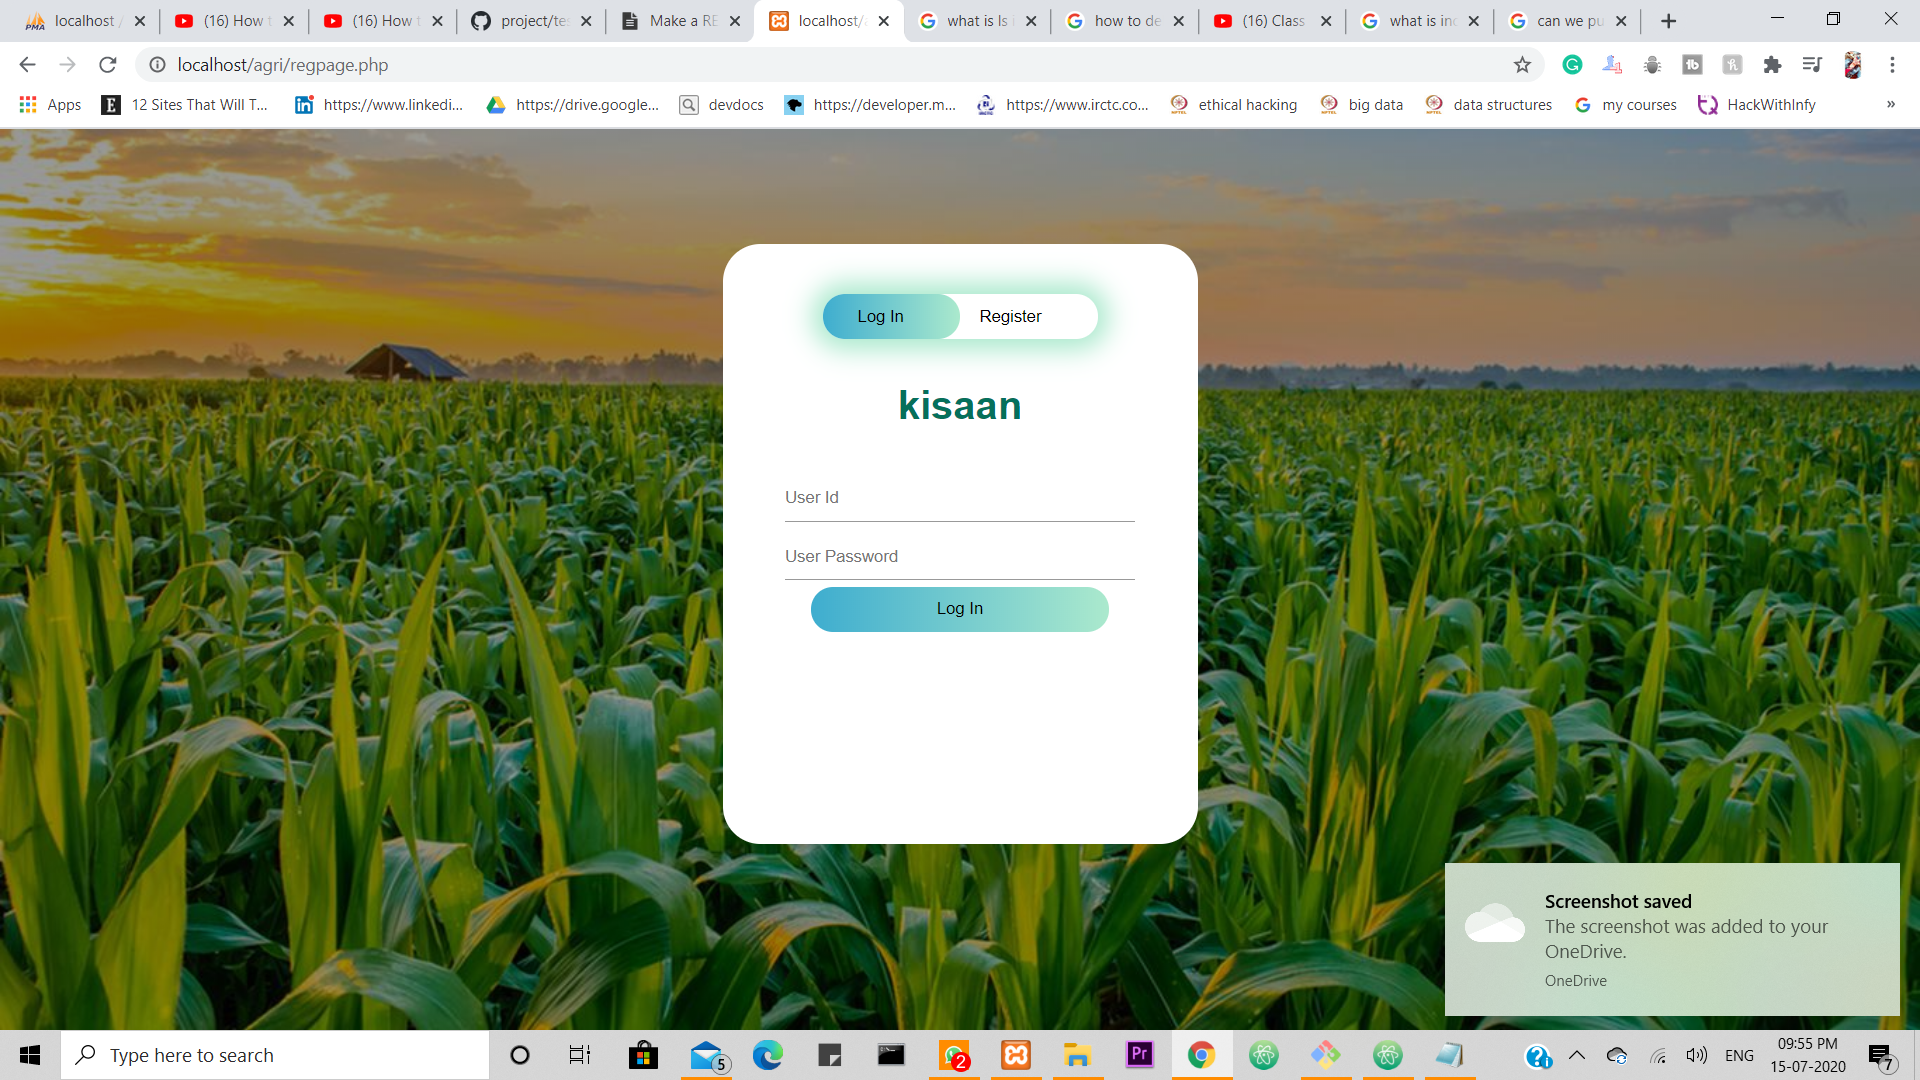 localhost /
(16) How t
(16) How t
project/tes
Make a RE
localhost/
what is ls i
how to de
(16) Class
what is inc
can we pu
localhost/agri/regpage.php
Apps
12 Sites That Will T...
https://www.linkedi...
https://drive.google...
devdocs
https://developer.m...
https://www.irctc.co...
ethical hacking
big data
data structures
my courses
HackWithInfy
»
Log In
Register
kisaan
User Id
User Password
Log In
Screenshot saved
The screenshot was added to your
OneDrive.
OneDrive
Type here to search
5
2
Pr
ENG
09:55 PM
15-07-2020
7